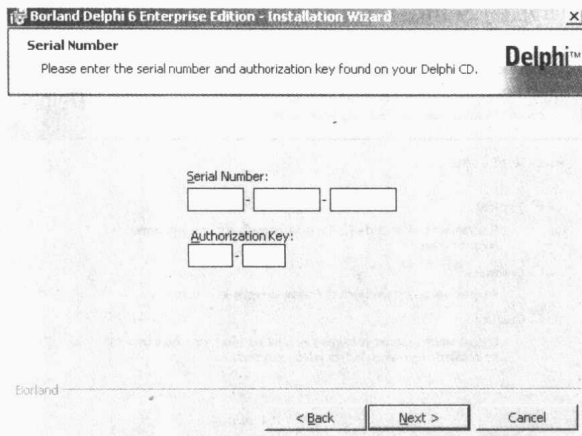 Borland Delphi 6 Enterprise Edition - Installation Wizard
Serial Number
Please enter the serial number and authorization key found on your Delphi CD.
Delphi™
Serial Number:
- -
Authorization Key:
-
Borland
< Back Next > Cancel